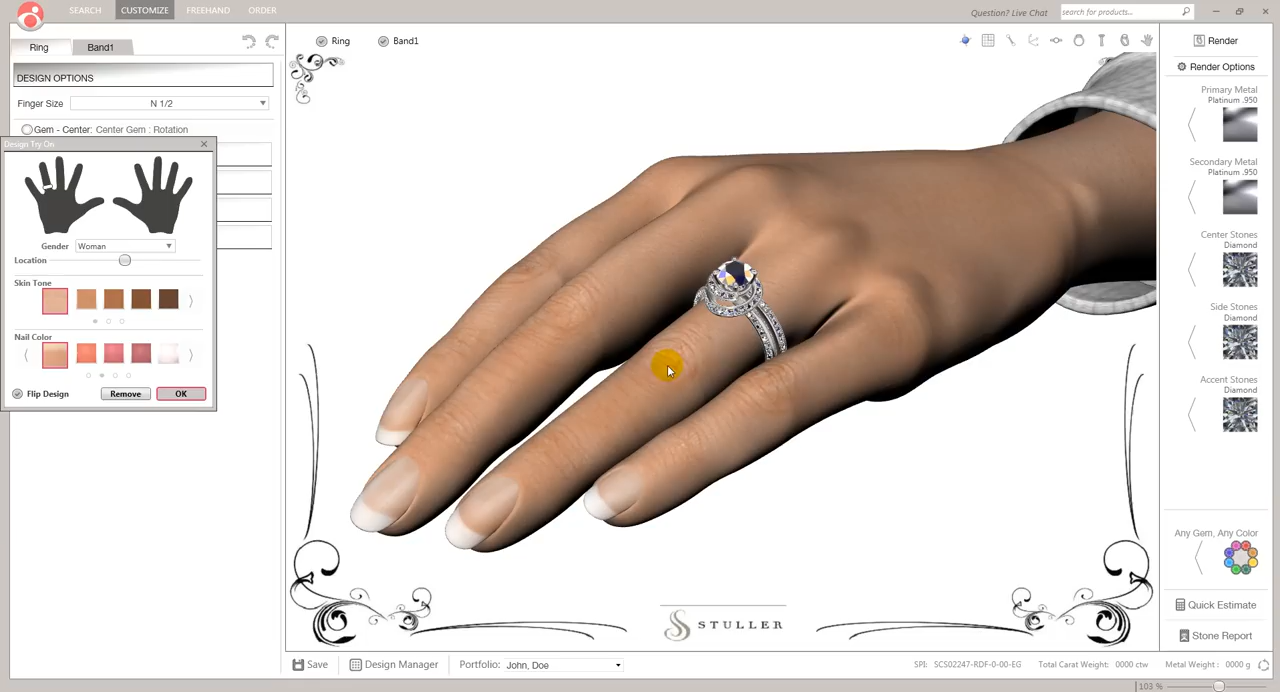 SEARCH CUSTOMIZE FREEHAND ORDER
Question? Live Chat search for products...
Ring Band1
DESIGN OPTIONS
Finger Size N 1/2
Gem - Center: Center Gem : Rotation
Design Try On
Gender Woman
Location
Skin Tone
Nail Color
Flip Design Remove OK
Ring Band1
STULLER
Render
Render Options
Primary Metal
Platinum .950
Secondary Metal
Platinum .950
Center Stones
Diamond
Side Stones
Diamond
Accent Stones
Diamond
Any Gem, Any Color
Quick Estimate
Stone Report
Save Design Manager Portfolio: John, Doe SPI: SCS02247-RDF-0-00-EG Total Carat Weight: 0000 ctw Metal Weight : 0000 g
103 %